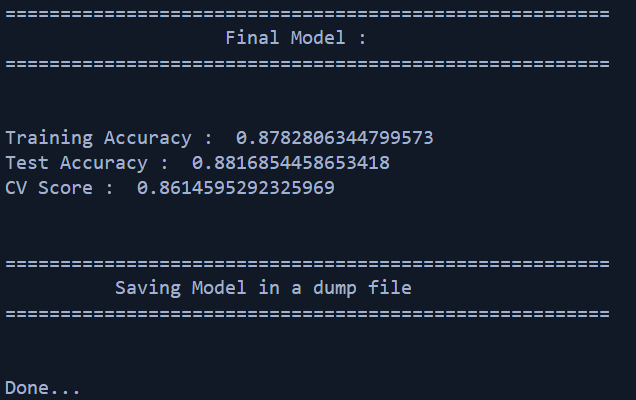 =======================================================
Final Model :
=======================================================
Training Accuracy :  0.8782806344799573
Test Accuracy :  0.8816854458653418
CV Score :  0.8614595292325969
=======================================================
Saving Model in a dump file
=======================================================
Done...